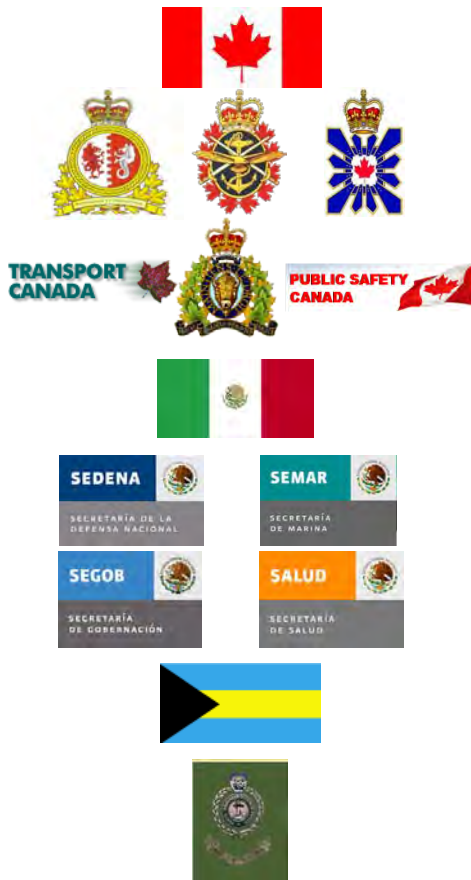 TRANSPORT
CANADA
PUBLIC SAFETY
CANADA
SEDENA
SECRETARÍA DE LA
DEFENSA NACIONAL
SEMAR
SECRETARÍA
DE MARINA
SEGOB
SECRETARÍA
DE GOBERNACIÓN
SALUD
SECRETARÍA
DE SALUD